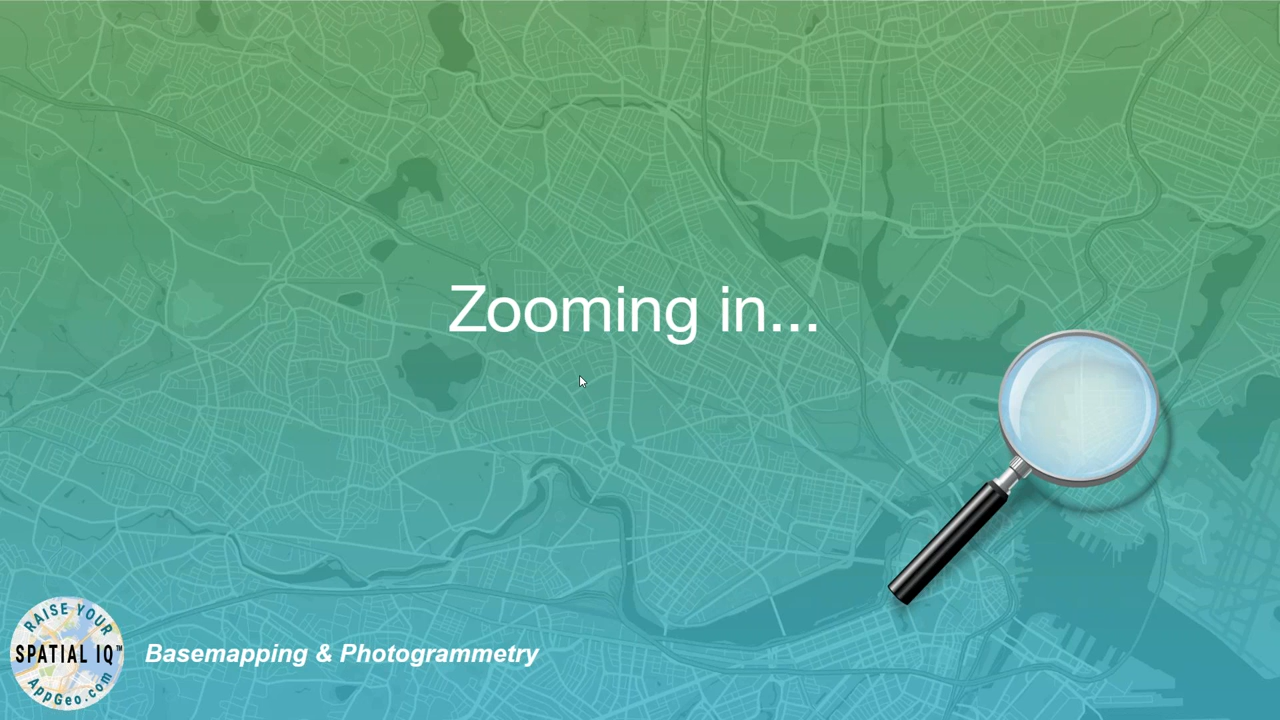 Zooming in...
RAISE YOUR
SPATIAL IQ™
AppGeo.com
Basemapping & Photogrammetry